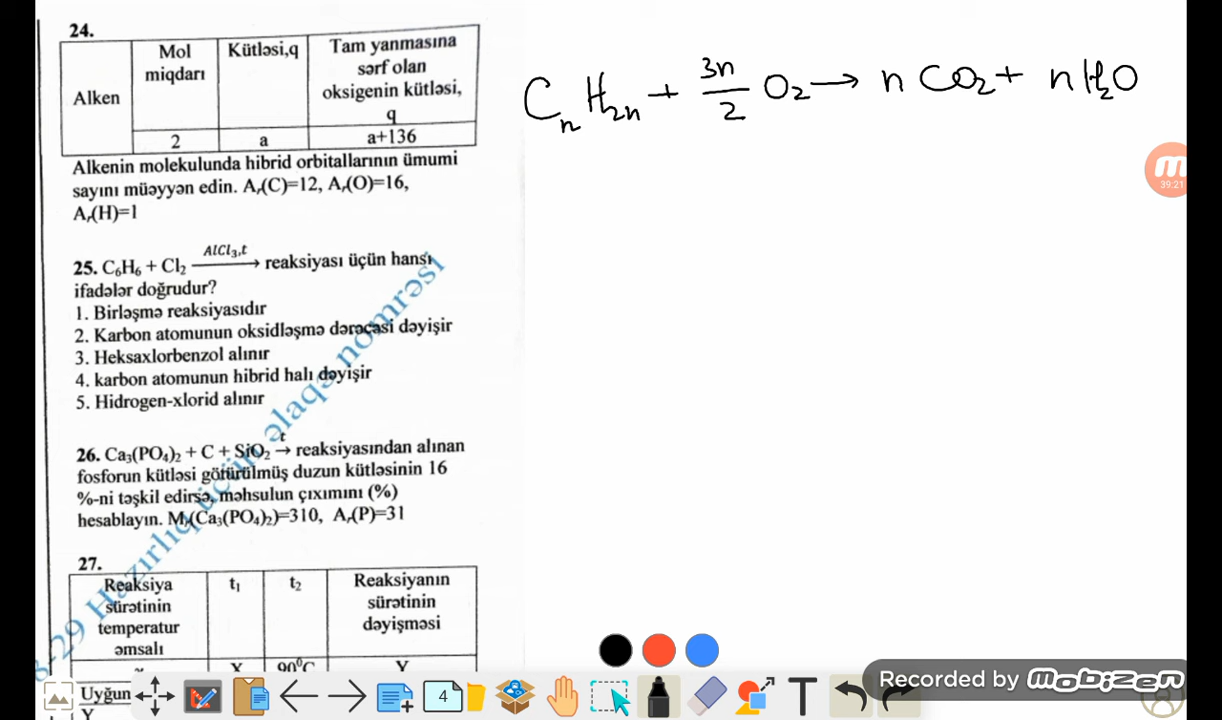 24.
Alken
Mol miqdarı
Kütləsi,q
Tam yanmasına sərf olan oksigenin kütləsi, q
2
a
a+136
Alkenin molekulunda hibrid orbitallarının ümumi
sayını müəyyən edin. Aᵣ(C)=12, Aᵣ(O)=16,
Aᵣ(H)=1
25. C₆H₆ + Cl₂ —AlCl₃,t→ reaksiyası üçün hansı
ifadələr doğrudur?
1. Birləşmə reaksiyasıdır
2. Karbon atomunun oksidləşmə dərəcəsi dəyişir
3. Heksaxlorbenzol alınır
4. karbon atomunun hibrid halı dəyişir
5. Hidrogen-xlorid alınır
26. Ca₃(PO₄)₂ + C + SiO₂ →ᵗ reaksiyasından alınan
fosforun kütləsi götürülmüş duzun kütləsinin 16
%-ni təşkil edirsə, məhsulun çıxımını (%)
hesablayın. Mᵣ(Ca₃(PO₄)₂)=310, Aᵣ(P)=31
27.
Reaksiya sürətinin temperatur əmsalı
t₁
t₂
Reaksiyanın sürətinin dəyişməsi
X
90⁰C
Y
Uyğun
Y
8-29 Hazırlıq üçün əlaqə nömrəsi
CₙH₂ₙ + 3n/2 O₂ → n CO₂ + n H₂O
39:21
4
T
Recorded by mobizen